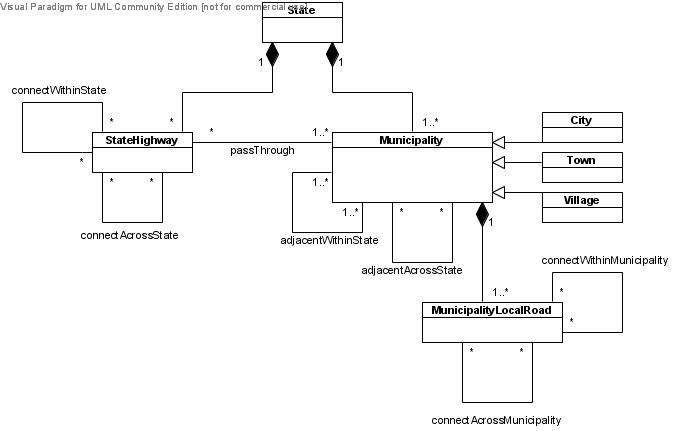 Visual Paradigm for UML Community Edition [not for commercial use]
State
1
1
connectWithinState
*
*
1..*
StateHighway
*
1..*
Municipality
City
*
passThrough
Town
*
*
1..*
Village
1..*
*
*
1
connectAcrossState
adjacentWithinState
adjacentAcrossState
connectWithinMunicipality
1..*
*
MunicipalityLocalRoad
*
*
*
connectAcrossMunicipality